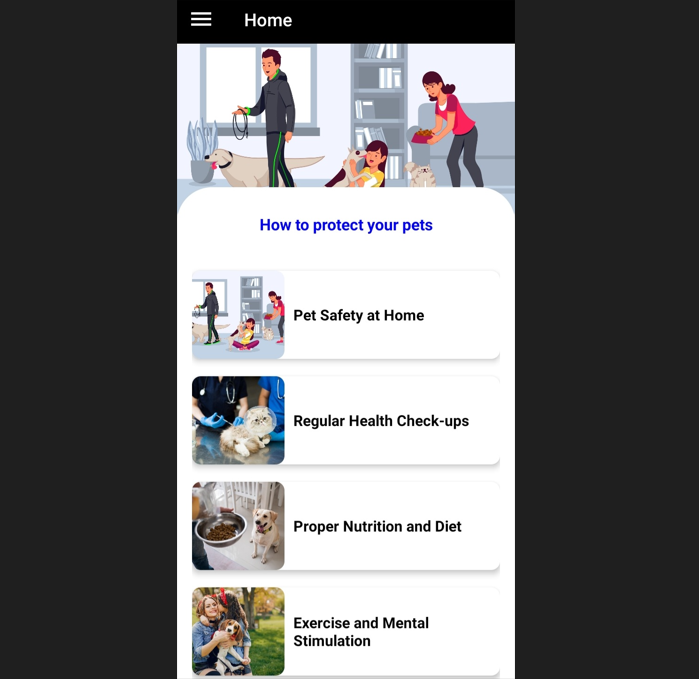 Home
How to protect your pets
Pet Safety at Home
Regular Health Check-ups
Proper Nutrition and Diet
Exercise and Mental
Stimulation